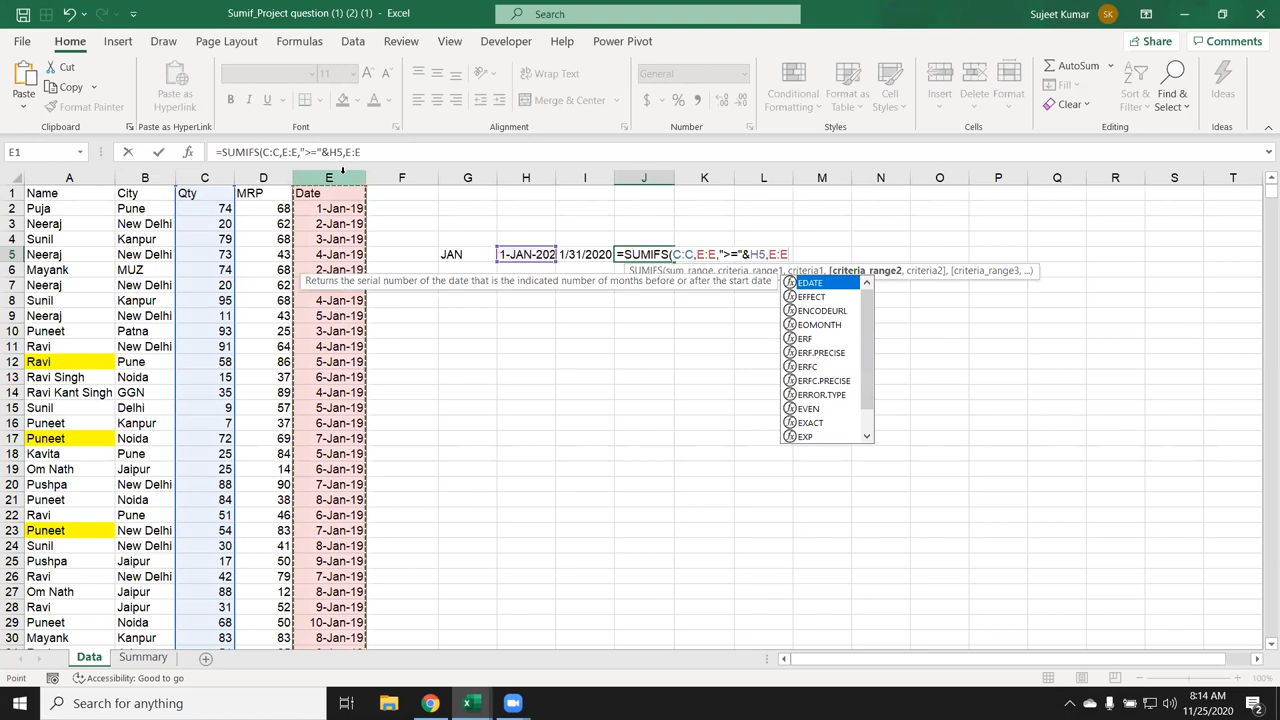 Sumif_Project question (1) (2) - Excel
Search
Sujeet Kumar
SK
File Home Insert Draw Page Layout Formulas Data Review View Developer Help Power Pivot
Share Comments
Paste
Cut
Copy
Format Painter
Paste as Hyperlink
11
B I U
Wrap Text
Merge & Center
General
Conditional Formatting
Format as Table
Cell Styles
Insert Delete Format
AutoSum
Fill
Clear
Sort & Filter
Find & Select
Ideas
Clipboard Paste as HyperLink Font Alignment Number Styles Cells Editing Ideas
E1 =SUMIFS(C:C,E:E,">="&H5,E:E
A B C D E F G H I J K L M N O P Q R S T
1 Name City Qty MRP Date
2 Puja Pune 74 68 1-Jan-19
3 Neeraj New Delhi 20 62 2-Jan-19
4 Sunil Kanpur 79 68 3-Jan-19
5 Neeraj New Delhi 73 43 4-Jan-19 JAN 1-JAN-202 1/31/2020 =SUMIFS(C:C,E:E,">="&H5,E:E
6 Mayank MUZ 74 68 2-Jan-19
SUMIFS(sum_range, criteria_range1, criteria1, [criteria_range2, criteria2], [criteria_range3, ...)
Returns the serial number of the date that is the indicated number of months before or after the start date
EDATE
EFFECT
ENCODEURL
EOMONTH
ERF
ERF.PRECISE
ERFC
ERFC.PRECISE
ERROR.TYPE
EVEN
EXACT
EXP
8 Sunil Kanpur 95 68 4-Jan-19
9 Neeraj New Delhi 11 43 5-Jan-19
10 Puneet Patna 93 25 3-Jan-19
11 Ravi New Delhi 91 64 4-Jan-19
12 Ravi Pune 58 86 5-Jan-19
13 Ravi Singh Noida 15 37 6-Jan-19
14 Ravi Kant Singh GGN 35 89 4-Jan-19
15 Sunil Delhi 9 57 5-Jan-19
16 Puneet Kanpur 7 37 6-Jan-19
17 Puneet Noida 72 69 7-Jan-19
18 Kavita Pune 25 84 5-Jan-19
19 Om Nath Jaipur 25 14 6-Jan-19
20 Pushpa New Delhi 88 90 7-Jan-19
21 Puneet Noida 84 38 8-Jan-19
22 Ravi Pune 51 46 6-Jan-19
23 Puneet New Delhi 54 83 7-Jan-19
24 Sunil New Delhi 30 41 8-Jan-19
25 Pushpa Jaipur 17 50 9-Jan-19
26 Ravi New Delhi 42 79 7-Jan-19
27 Om Nath Jaipur 88 12 8-Jan-19
28 Ravi Jaipur 31 52 9-Jan-19
29 Puneet Noida 68 50 10-Jan-19
30 Mayank Kanpur 83 83 8-Jan-19
Data Summary
Point Accessibility: Good to go 100%
Type here to search
8:14 AM
11/25/2020